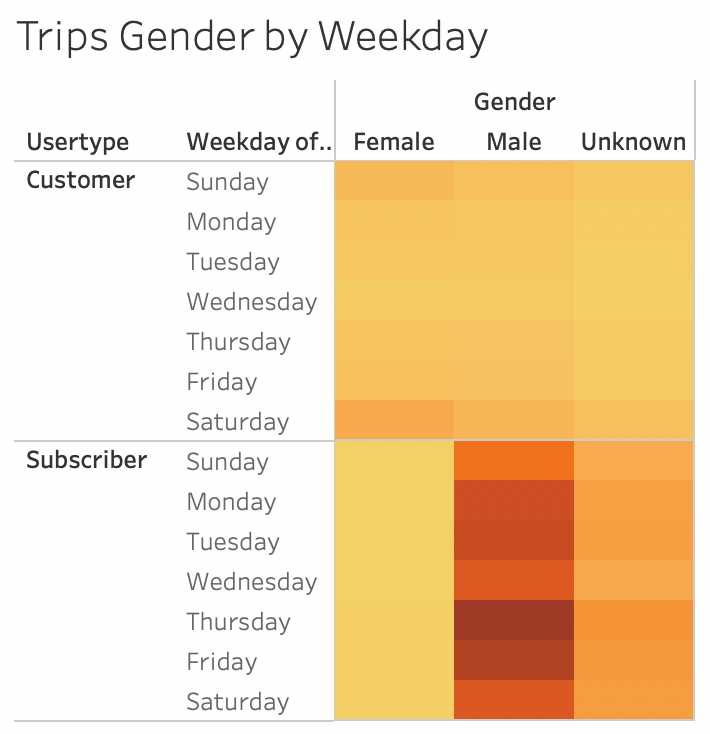 Trips Gender by Weekday
Gender
Usertype Weekday of.. Female Male Unknown
Customer Sunday
Monday
Tuesday
Wednesday
Thursday
Friday
Saturday
Subscriber Sunday
Monday
Tuesday
Wednesday
Thursday
Friday
Saturday